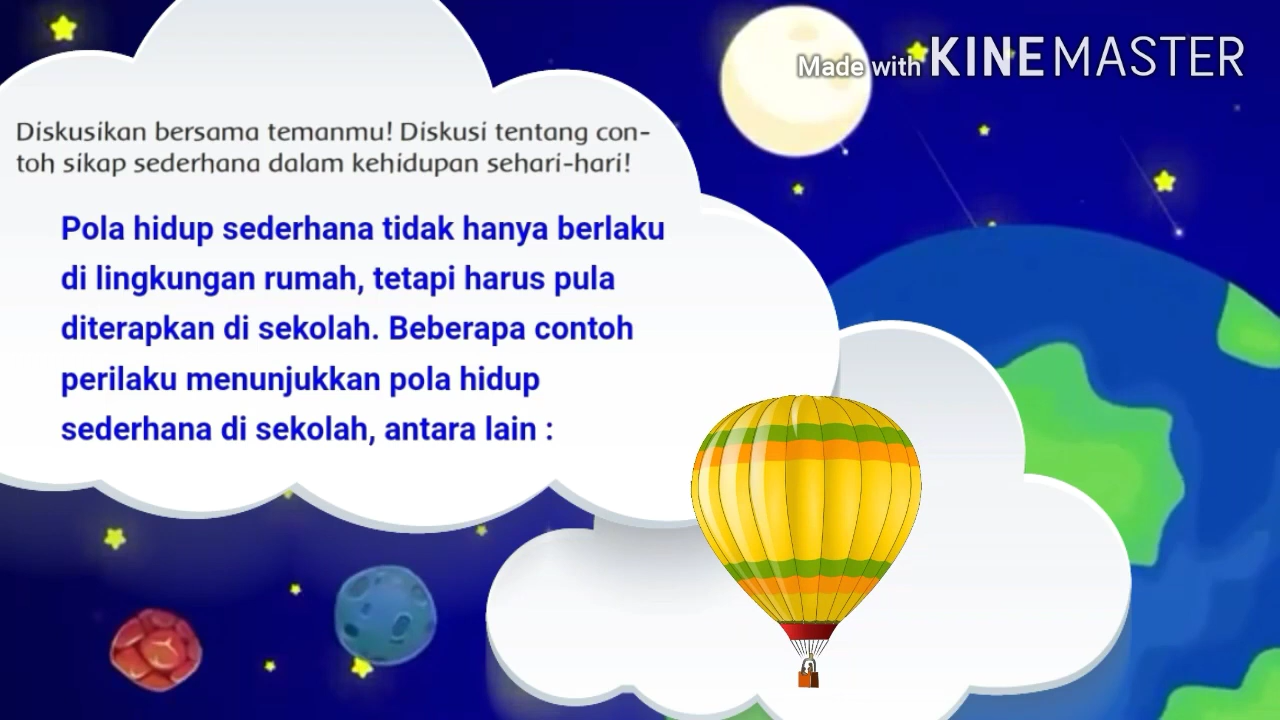 Made with KINEMASTER
Diskusikan bersama temanmu! Diskusi tentang con-
toh sikap sederhana dalam kehidupan sehari-hari!
Pola hidup sederhana tidak hanya berlaku
di lingkungan rumah, tetapi harus pula
diterapkan di sekolah. Beberapa contoh
perilaku menunjukkan pola hidup
sederhana di sekolah, antara lain :